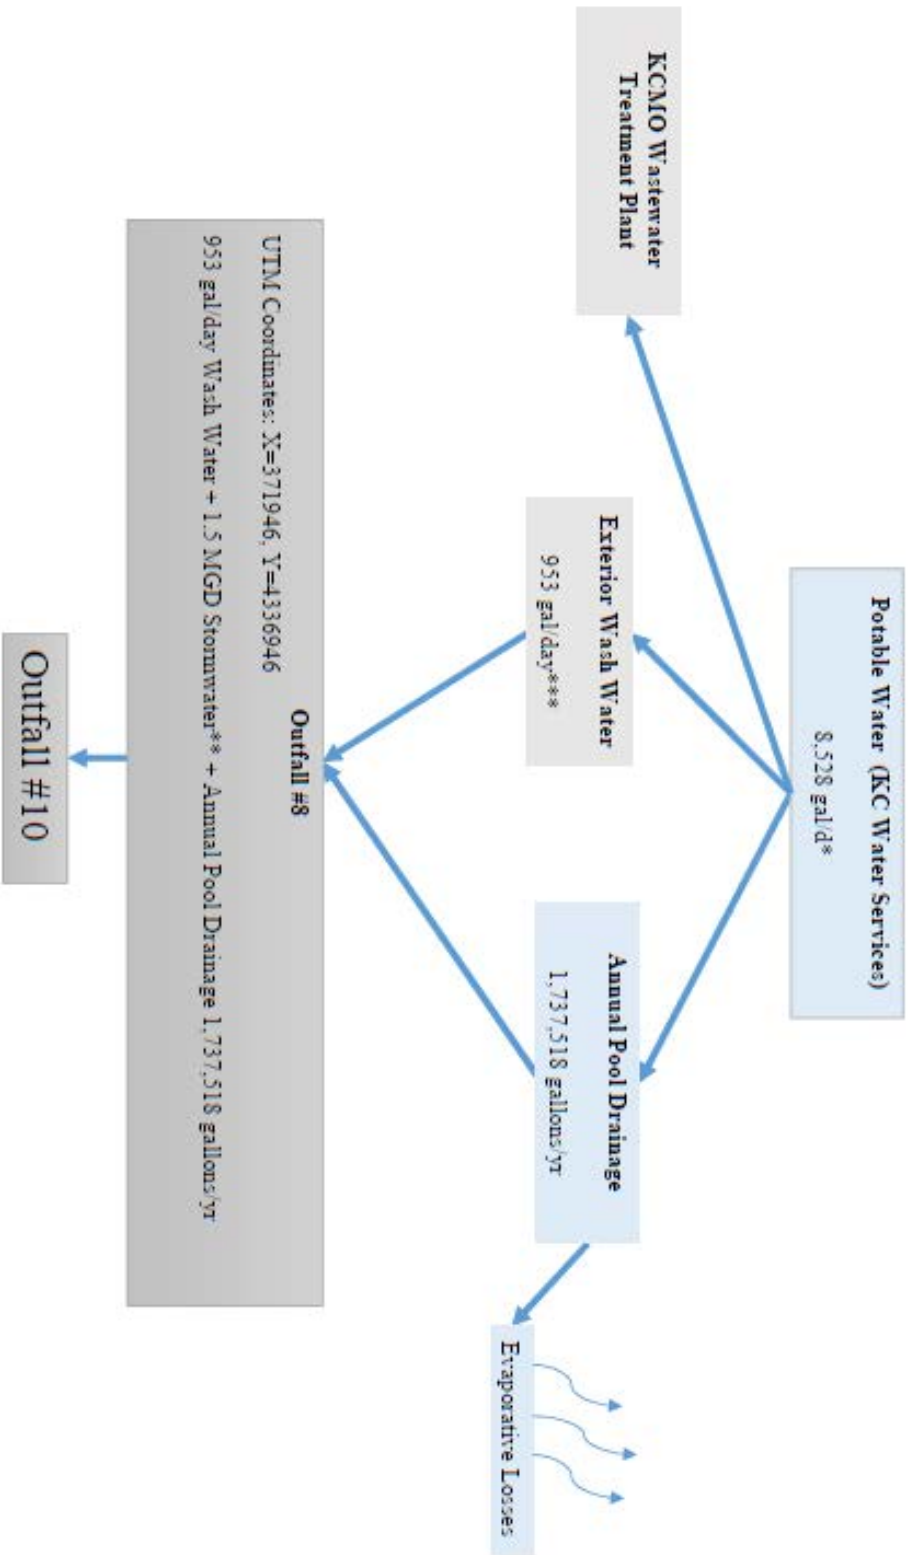 Potable Water (KC Water Services)
8,528 gal/d*
KCMO Wastewater
Treatment Plant
Exterior Wash Water
953 gal/day***
Annual Pool Drainage
1,737,518 gallons/yr
Evaporative Losses
Outfall #8
UTM Coordinates: X=371946, Y=4336946
953 gal/day Wash Water + 1.5 MGD Stormwater** + Annual Pool Drainage 1,737,518 gallons/yr
Outfall #10